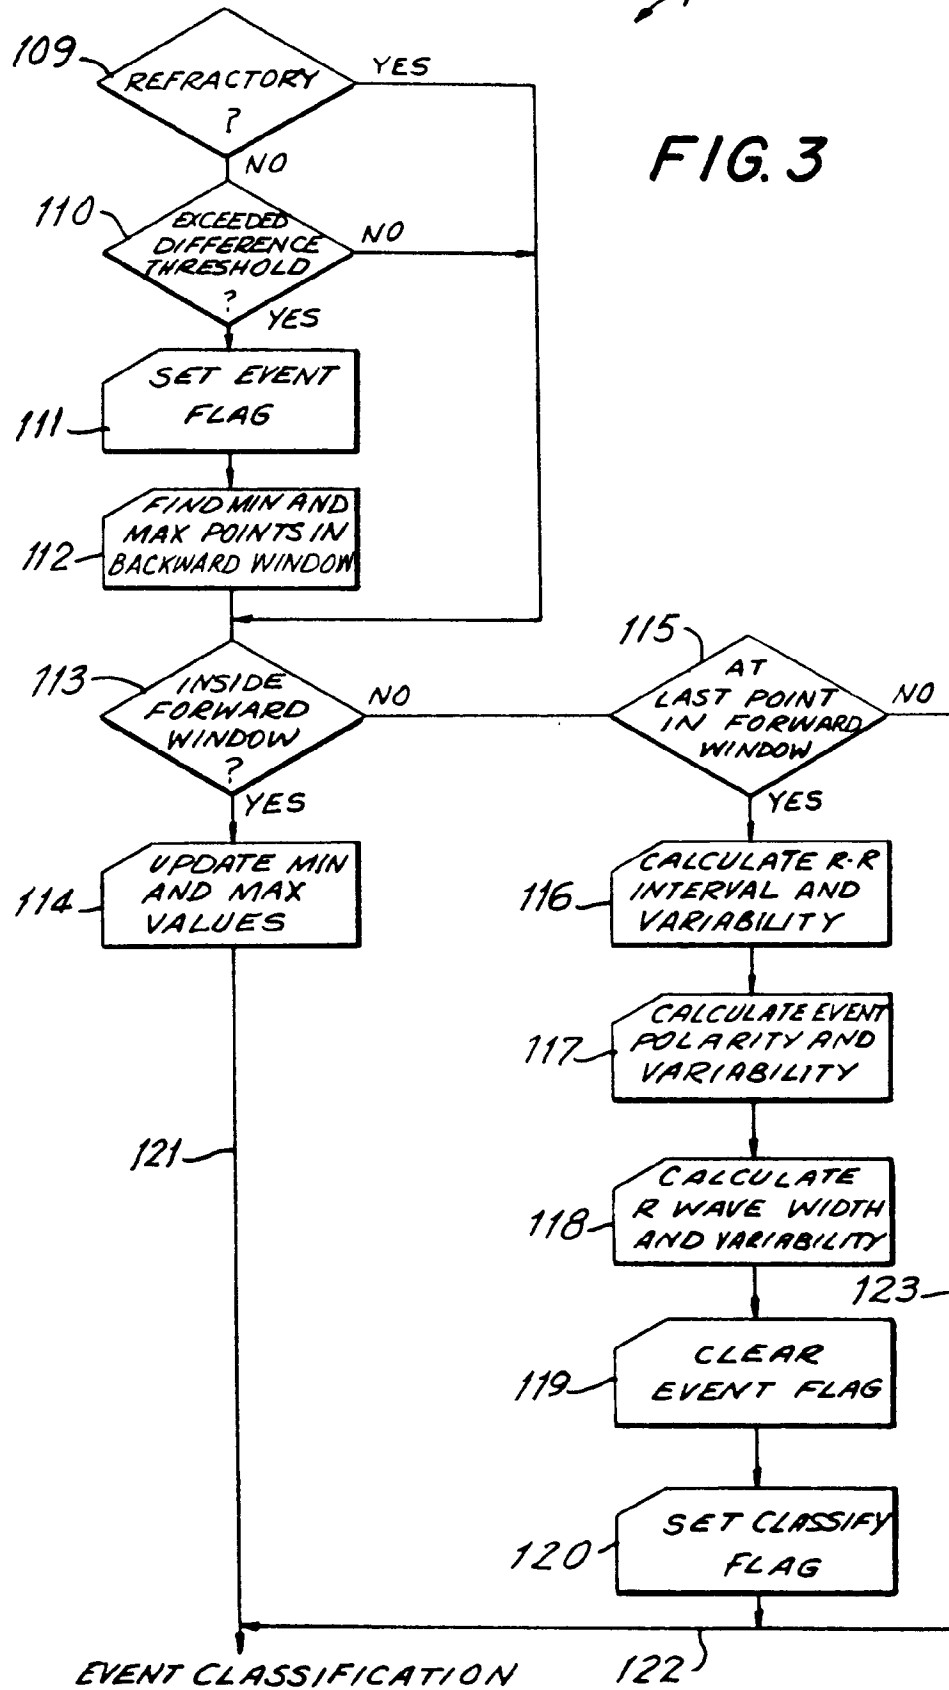 109
REFRACTORY
?
YES
NO
FIG. 3
110
EXCEEDED
DIFFERENCE
THRESHOLD
?
NO
YES
111
SET EVENT
FLAG
112
FIND MIN AND
MAX POINTS IN
BACKWARD WINDOW
113
INSIDE
FORWARD
WINDOW
?
NO
YES
114
UPDATE MIN
AND MAX
VALUES
115
AT
LAST POINT
IN FORWARD
WINDOW
NO
YES
116
CALCULATE R-R
INTERVAL AND
VARIABILITY
117
CALCULATE EVENT
POLARITY AND
VARIABILITY
121
118
CALCULATE
R WAVE WIDTH
AND VARIABILITY
123
119
CLEAR
EVENT FLAG
120
SET CLASSIFY
FLAG
122
EVENT CLASSIFICATION